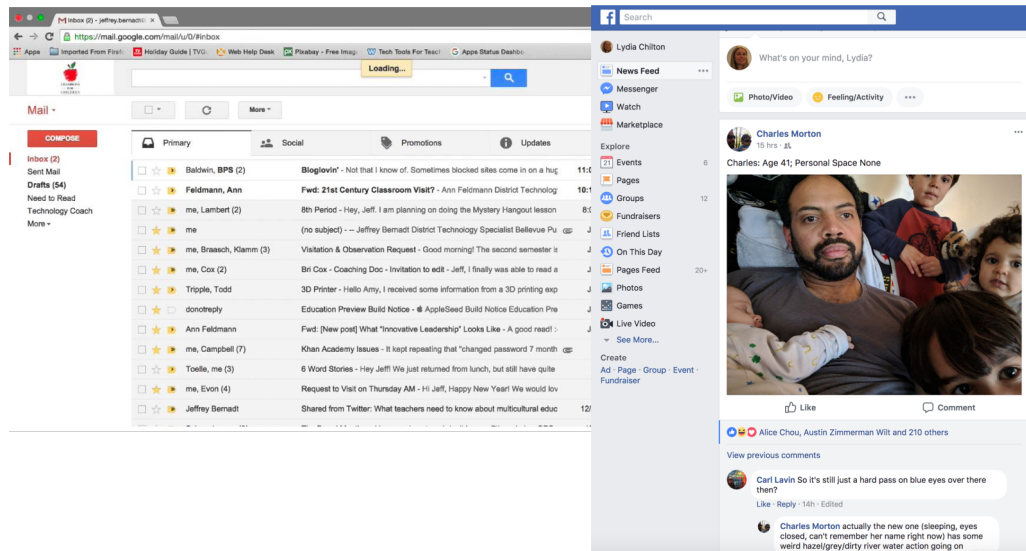 Inbox (2) - jeffrey.bernadt@
https://mail.google.com/mail/u/0/#inbox
Apps Imported From Firef Holiday Guide | TVG: Web Help Desk Pixabay - Free Imag Tech Tools For Teac Apps Status Dashbo
Loading...
Mail
More
COMPOSE
Inbox (2)
Sent Mail
Drafts (54)
Need to Read
Technology Coach
More
Primary Social Promotions Updates
Baldwin, BPS (2) Bloglovin' - Not that I know of. Sometimes blocked sites come in on a hug 11:0
Feldmann, Ann Fwd: 21st Century Classroom Visit? - Ann Feldmann District Technolog 10:1
me, Lambert (2) 8th Period - Hey, Jeff. I am planning on doing the Mystery Hangout lesson 8:0
me (no subject) - -- Jeffrey Bernadt District Technology Specialist Bellevue Pu J
me, Braasch, Klamm (3) Visitation & Observation Request - Good morning! The second semester is J
me, Cox (2) Bri Cox - Coaching Doc - Invitation to edit - Jeff, I finally was able to read a J
Tripple, Todd 3D Printer - Hello Amy, I received some information from a 3D printing exp J
donotreply Education Preview Build Notice - AppleSeed Build Notice Education Pre J
Ann Feldmann Fwd: [New post] What "Innovative Leadership" Looks Like - A good read! :- J
me, Campbell (7) Khan Academy Issues - It kept repeating that "changed password 7 month J
Toelle, me (3) 6 Word Stories - Hey Jeff! We just returned from lunch, but still have quite J
me, Evon (4) Request to Visit on Thursday AM - Hi Jeff, Happy New Year! We would lov J
Jeffrey Bernadt Shared from Twitter: What teachers need to know about multicultural educ 12/
f Search
Lydia Chilton
News Feed
Messenger
Watch
Marketplace
Explore
Events 6
Pages
Groups 12
Fundraisers
Friend Lists
On This Day
Pages Feed 20+
Photos
Games
Live Video
See More...
Create
Ad · Page · Group · Event ·
Fundraiser
What's on your mind, Lydia?
Photo/Video Feeling/Activity
Charles Morton
15 hrs ·
Charles: Age 41; Personal Space None
Like Comment
Alice Chou, Austin Zimmerman Wilt and 210 others
View previous comments
Carl Lavin So it's still just a hard pass on blue eyes over there
then?
Like · Reply · 14h · Edited
Charles Morton actually the new one (sleeping, eyes
closed, can't remember her name right now) has some
weird hazel/grey/dirty river water action going on